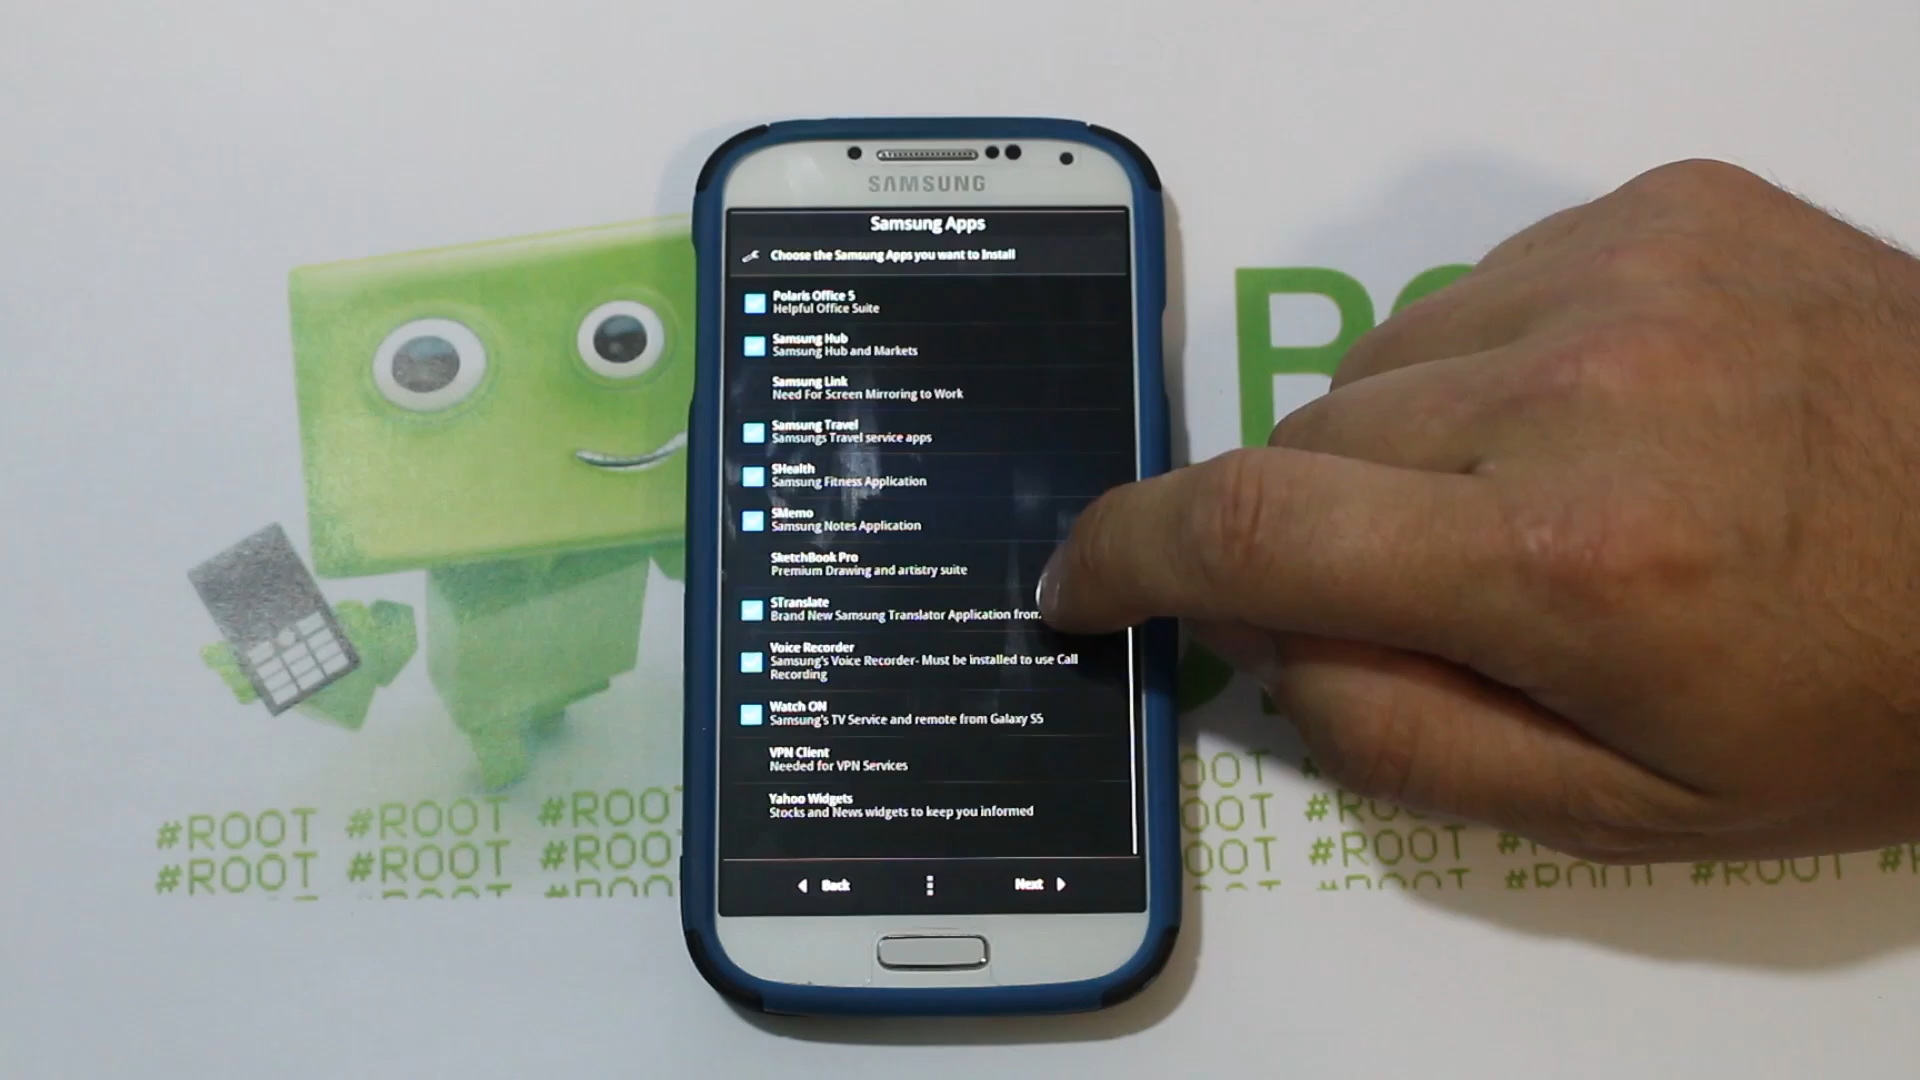 SAMSUNG
Samsung Apps
Choose the Samsung Apps you want to Install
Polaris Office 5
Helpful Office Suite
Samsung Hub
Samsung Hub and Markets
Samsung Link
Need For Screen Mirroring to Work
Samsung Travel
Samsungs Travel service apps
SHealth
Samsung Fitness Application
SMemo
Samsung Notes Application
SketchBook Pro
Premium Drawing and artistry suite
STranslate
Brand New Samsung Translator Application from
Voice Recorder
Samsung's Voice Recorder- Must be installed to use Call
Recording
Watch ON
Samsung's TV Service and remote from Galaxy S5
VPN Client
Needed for VPN Services
Yahoo Widgets
Stocks and News widgets to keep you informed
Back
Next
#ROOT #ROOT #ROOT
#ROOT #ROOT #ROOT